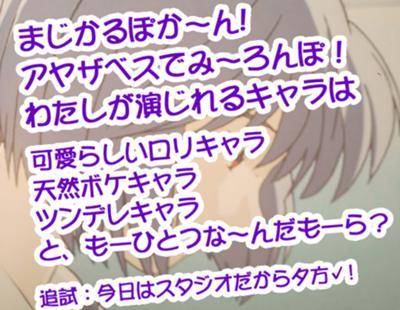 まじかるぽか〜ん!
アヤザベスでみ〜ろんぽ！
わたしが演じれるキャラは
可愛らしいロリキャラ
天然ボケキャラ
ツンデレキャラ
と、もーひとつな〜んだもーら？
追試：今日はスタジオだから夕方√！